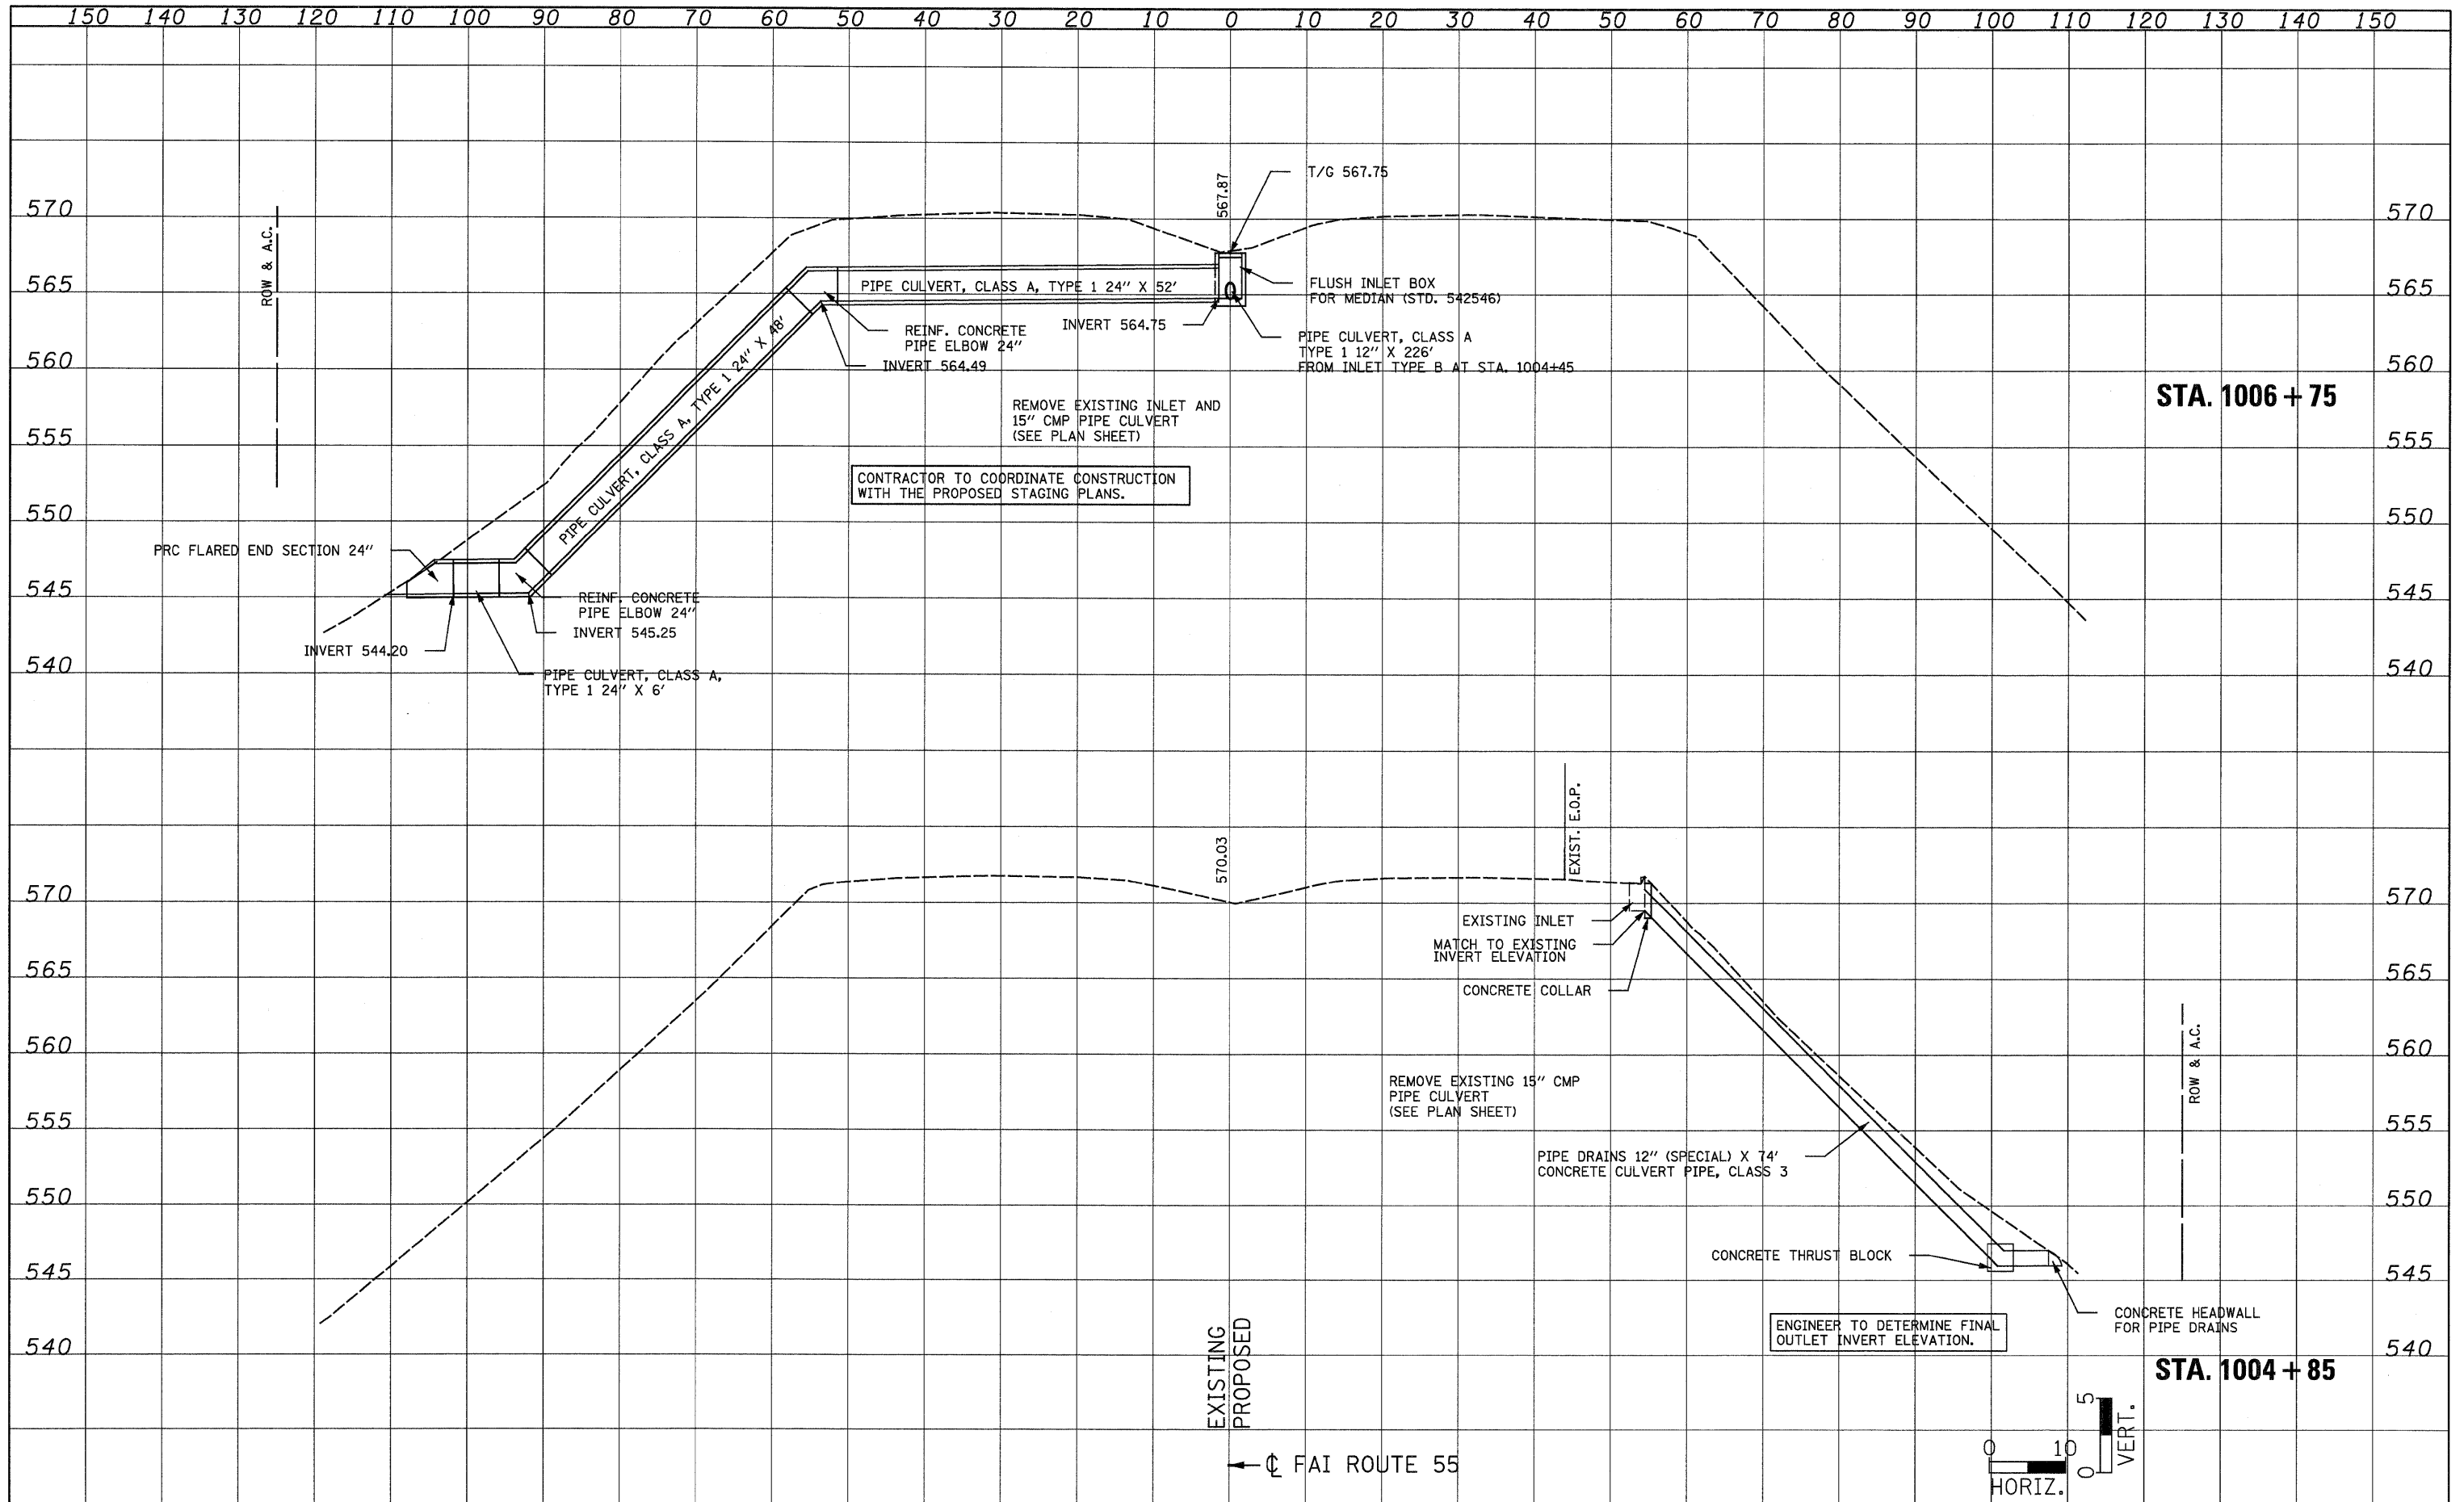 150 140 130 120 110 100 90 80 70 60 50 40 30 20 10 0 10 20 30 40 50 60 70 80 90 100 110 120 130 140 150
T/G 567.75
567.87
570 570
ROW & A.C.
565 565
PIPE CULVERT, CLASS A, TYPE 1 24" X 52'
FLUSH INLET BOX
FOR MEDIAN (STD. 542546)
REINF. CONCRETE
PIPE ELBOW 24"
INVERT 564.75
INVERT 564.49
PIPE CULVERT, CLASS A
TYPE 1 12" X 226'
FROM INLET TYPE B AT STA. 1004+45
560 560
PIPE CULVERT, CLASS A, TYPE 1 24" X 48'
STA. 1006+75
REMOVE EXISTING INLET AND
15" CMP PIPE CULVERT
(SEE PLAN SHEET)
555 555
CONTRACTOR TO COORDINATE CONSTRUCTION
WITH THE PROPOSED STAGING PLANS.
550 550
PRC FLARED END SECTION 24"
545 545
REINF. CONCRETE
PIPE ELBOW 24"
INVERT 545.25
INVERT 544.20
540 540
PIPE CULVERT, CLASS A,
TYPE 1 24" X 6'
EXIST. E.O.P.
570.03
570 570
EXISTING INLET
MATCH TO EXISTING
INVERT ELEVATION
565 565
CONCRETE COLLAR
560 560
ROW & A.C.
REMOVE EXISTING 15" CMP
PIPE CULVERT
(SEE PLAN SHEET)
555 555
PIPE DRAINS 12" (SPECIAL) X 74'
CONCRETE CULVERT PIPE, CLASS 3
550 550
CONCRETE THRUST BLOCK
545 545
CONCRETE HEADWALL
FOR PIPE DRAINS
ENGINEER TO DETERMINE FINAL
OUTLET INVERT ELEVATION.
540 540
STA. 1004+85
EXISTING
PROPOSED
℄ FAI ROUTE 55
0 10
HORIZ.
0 5
VERT.